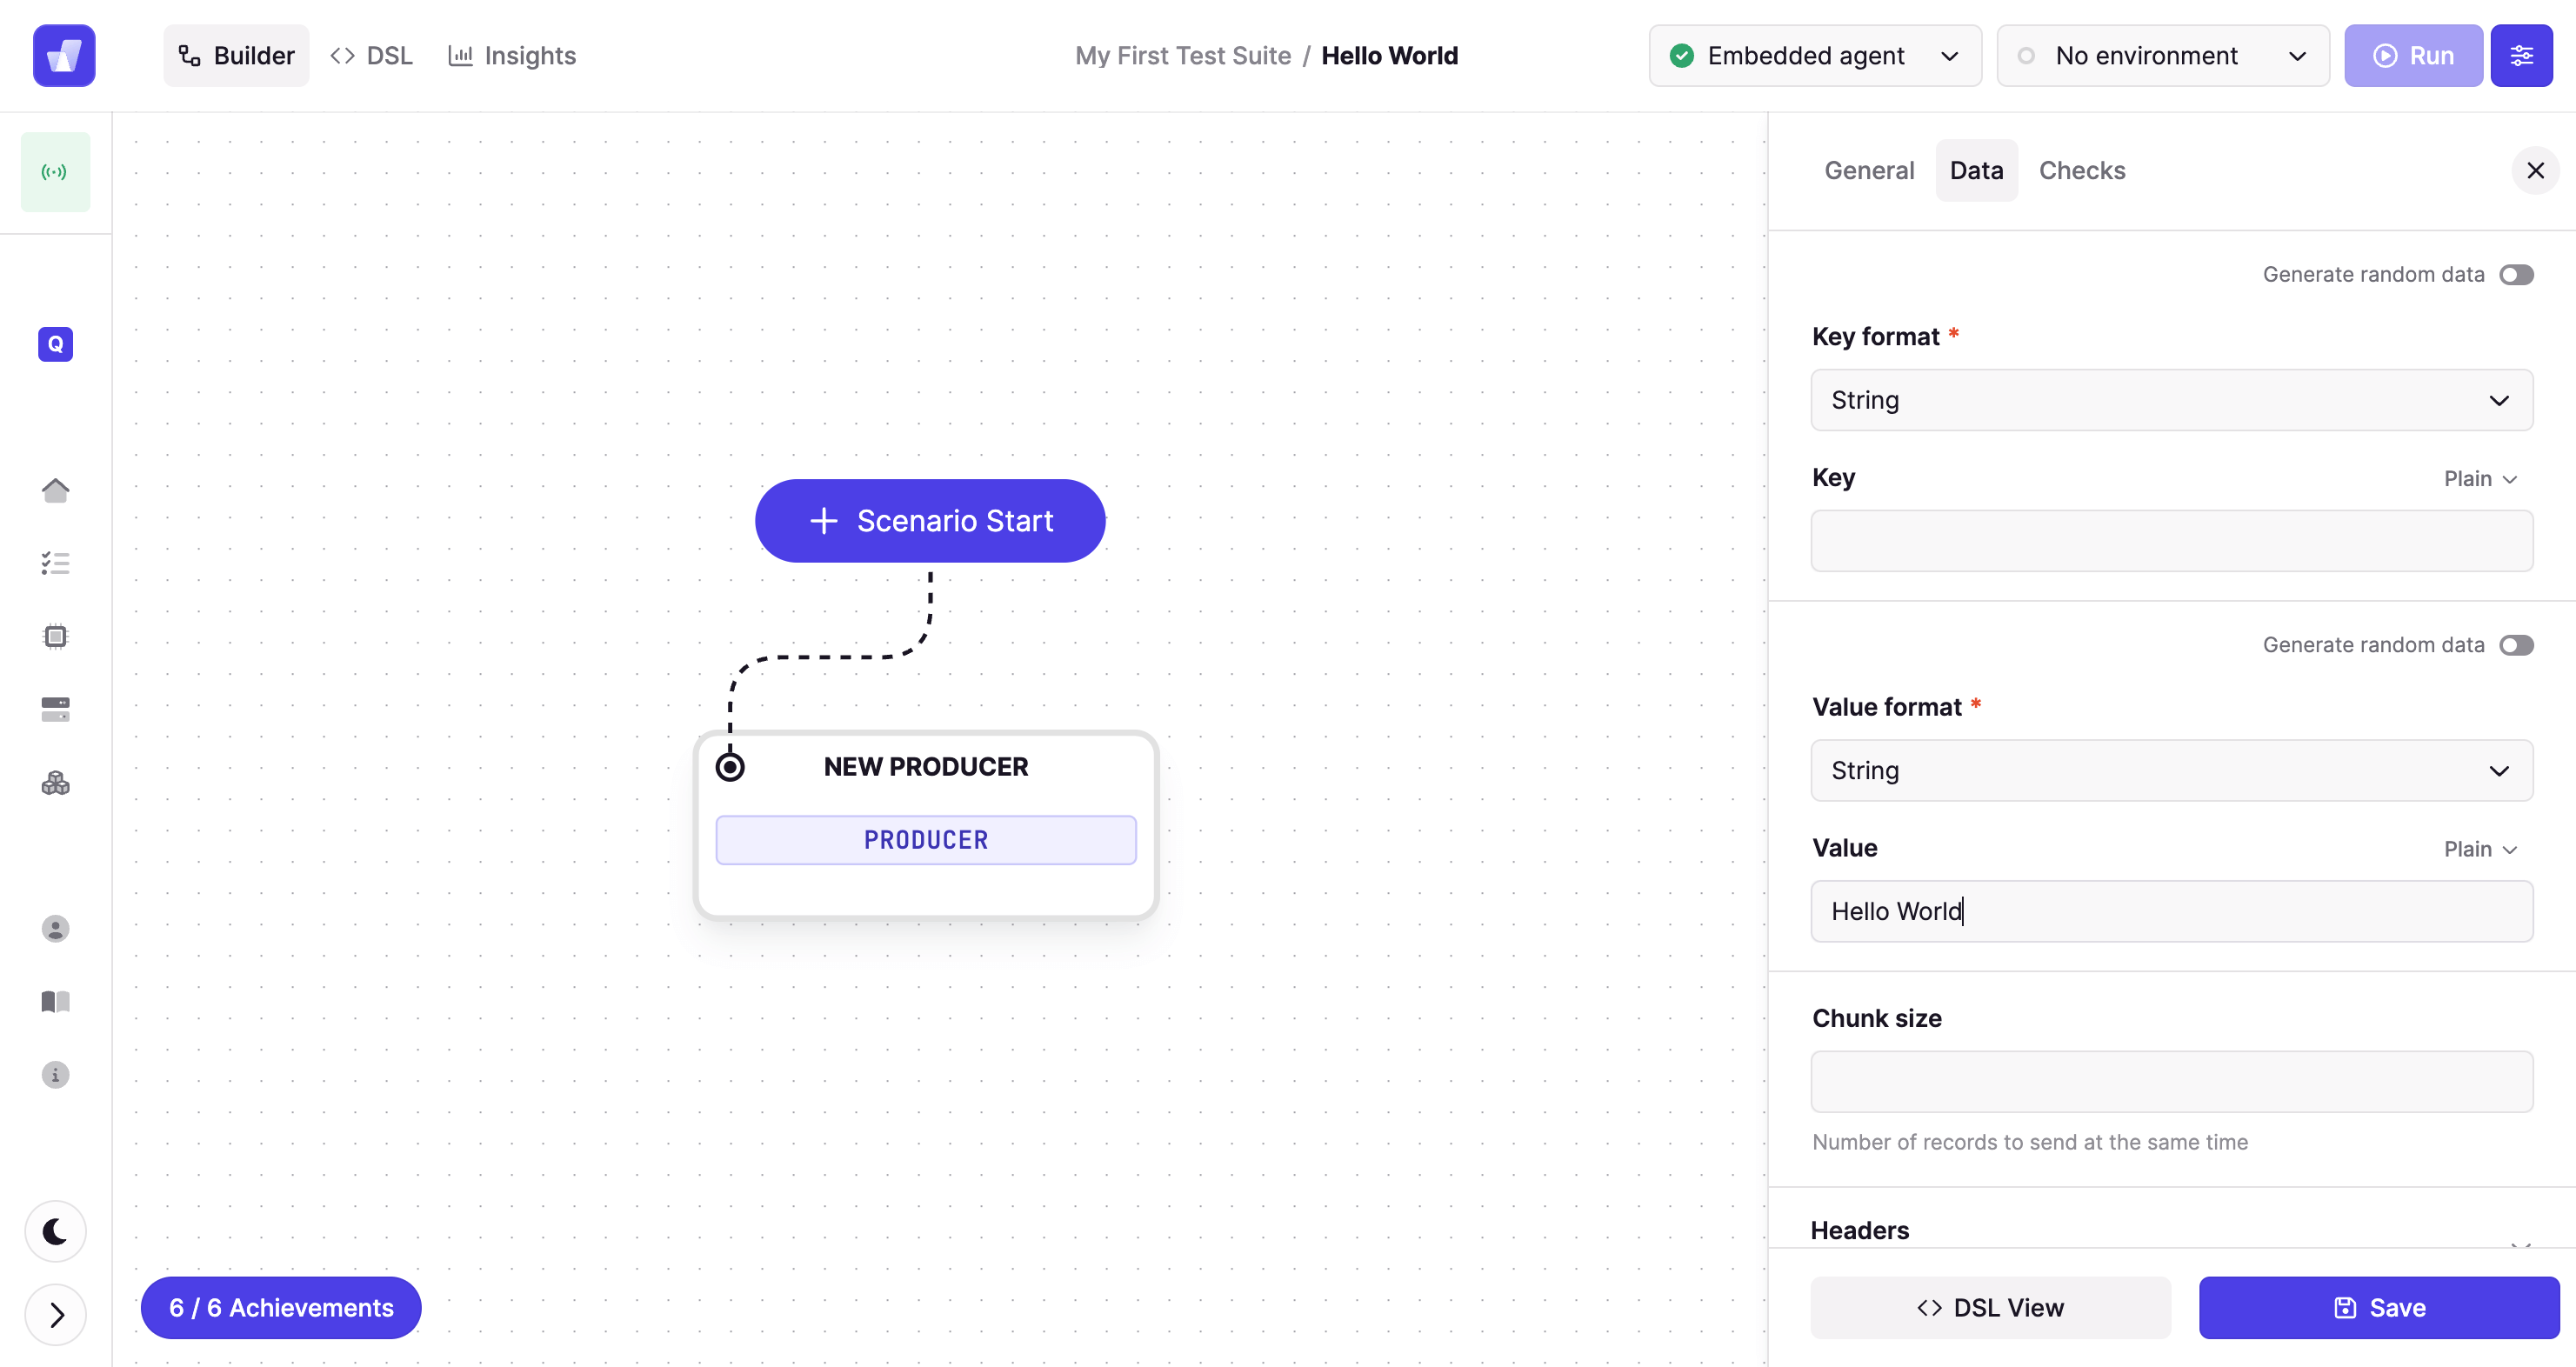 Builder
DSL
Insights
My First Test Suite / Hello World
Embedded agent
No environment
Run
Q
General
Data
Checks
Generate random data
Key format *
String
Key
Plain
Generate random data
Value format *
String
Value
Plain
Hello World
Chunk size
Number of records to send at the same time
Headers
DSL View
Save
Scenario Start
NEW PRODUCER
PRODUCER
6 / 6 Achievements